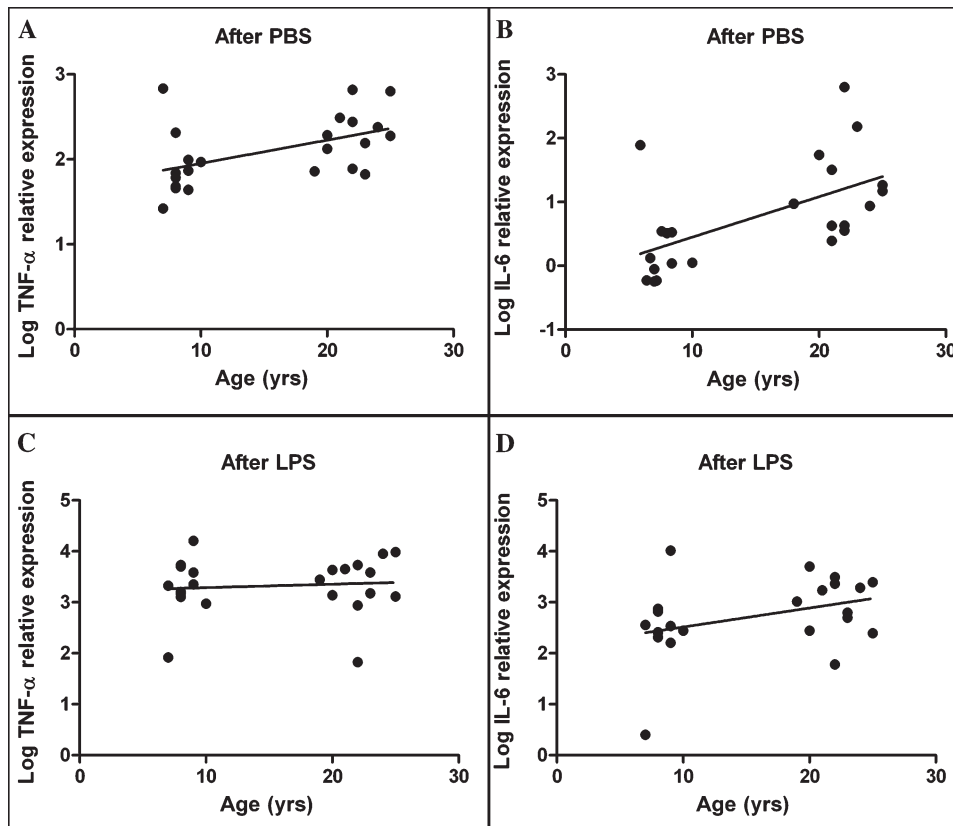 A
After PBS
Log TNF-α relative expression
3
2
1
0
0
10
20
30
Age (yrs)
B
After PBS
Log IL-6 relative expression
3
2
1
0
-1
0
10
20
30
Age (yrs)
C
After LPS
Log TNF-α relative expression
5
4
3
2
1
0
0
10
20
30
Age (yrs)
D
After LPS
Log IL-6 relative expression
5
4
3
2
1
0
0
10
20
30
Age (yrs)